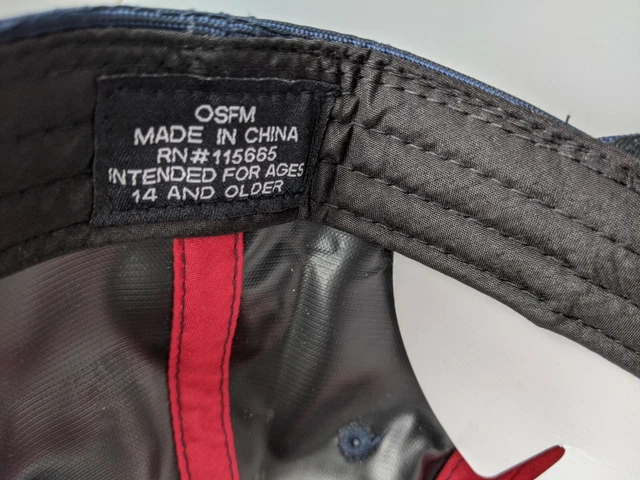 OSFM
MADE IN CHINA
RN#115665
INTENDED FOR AGES
14 AND OLDER